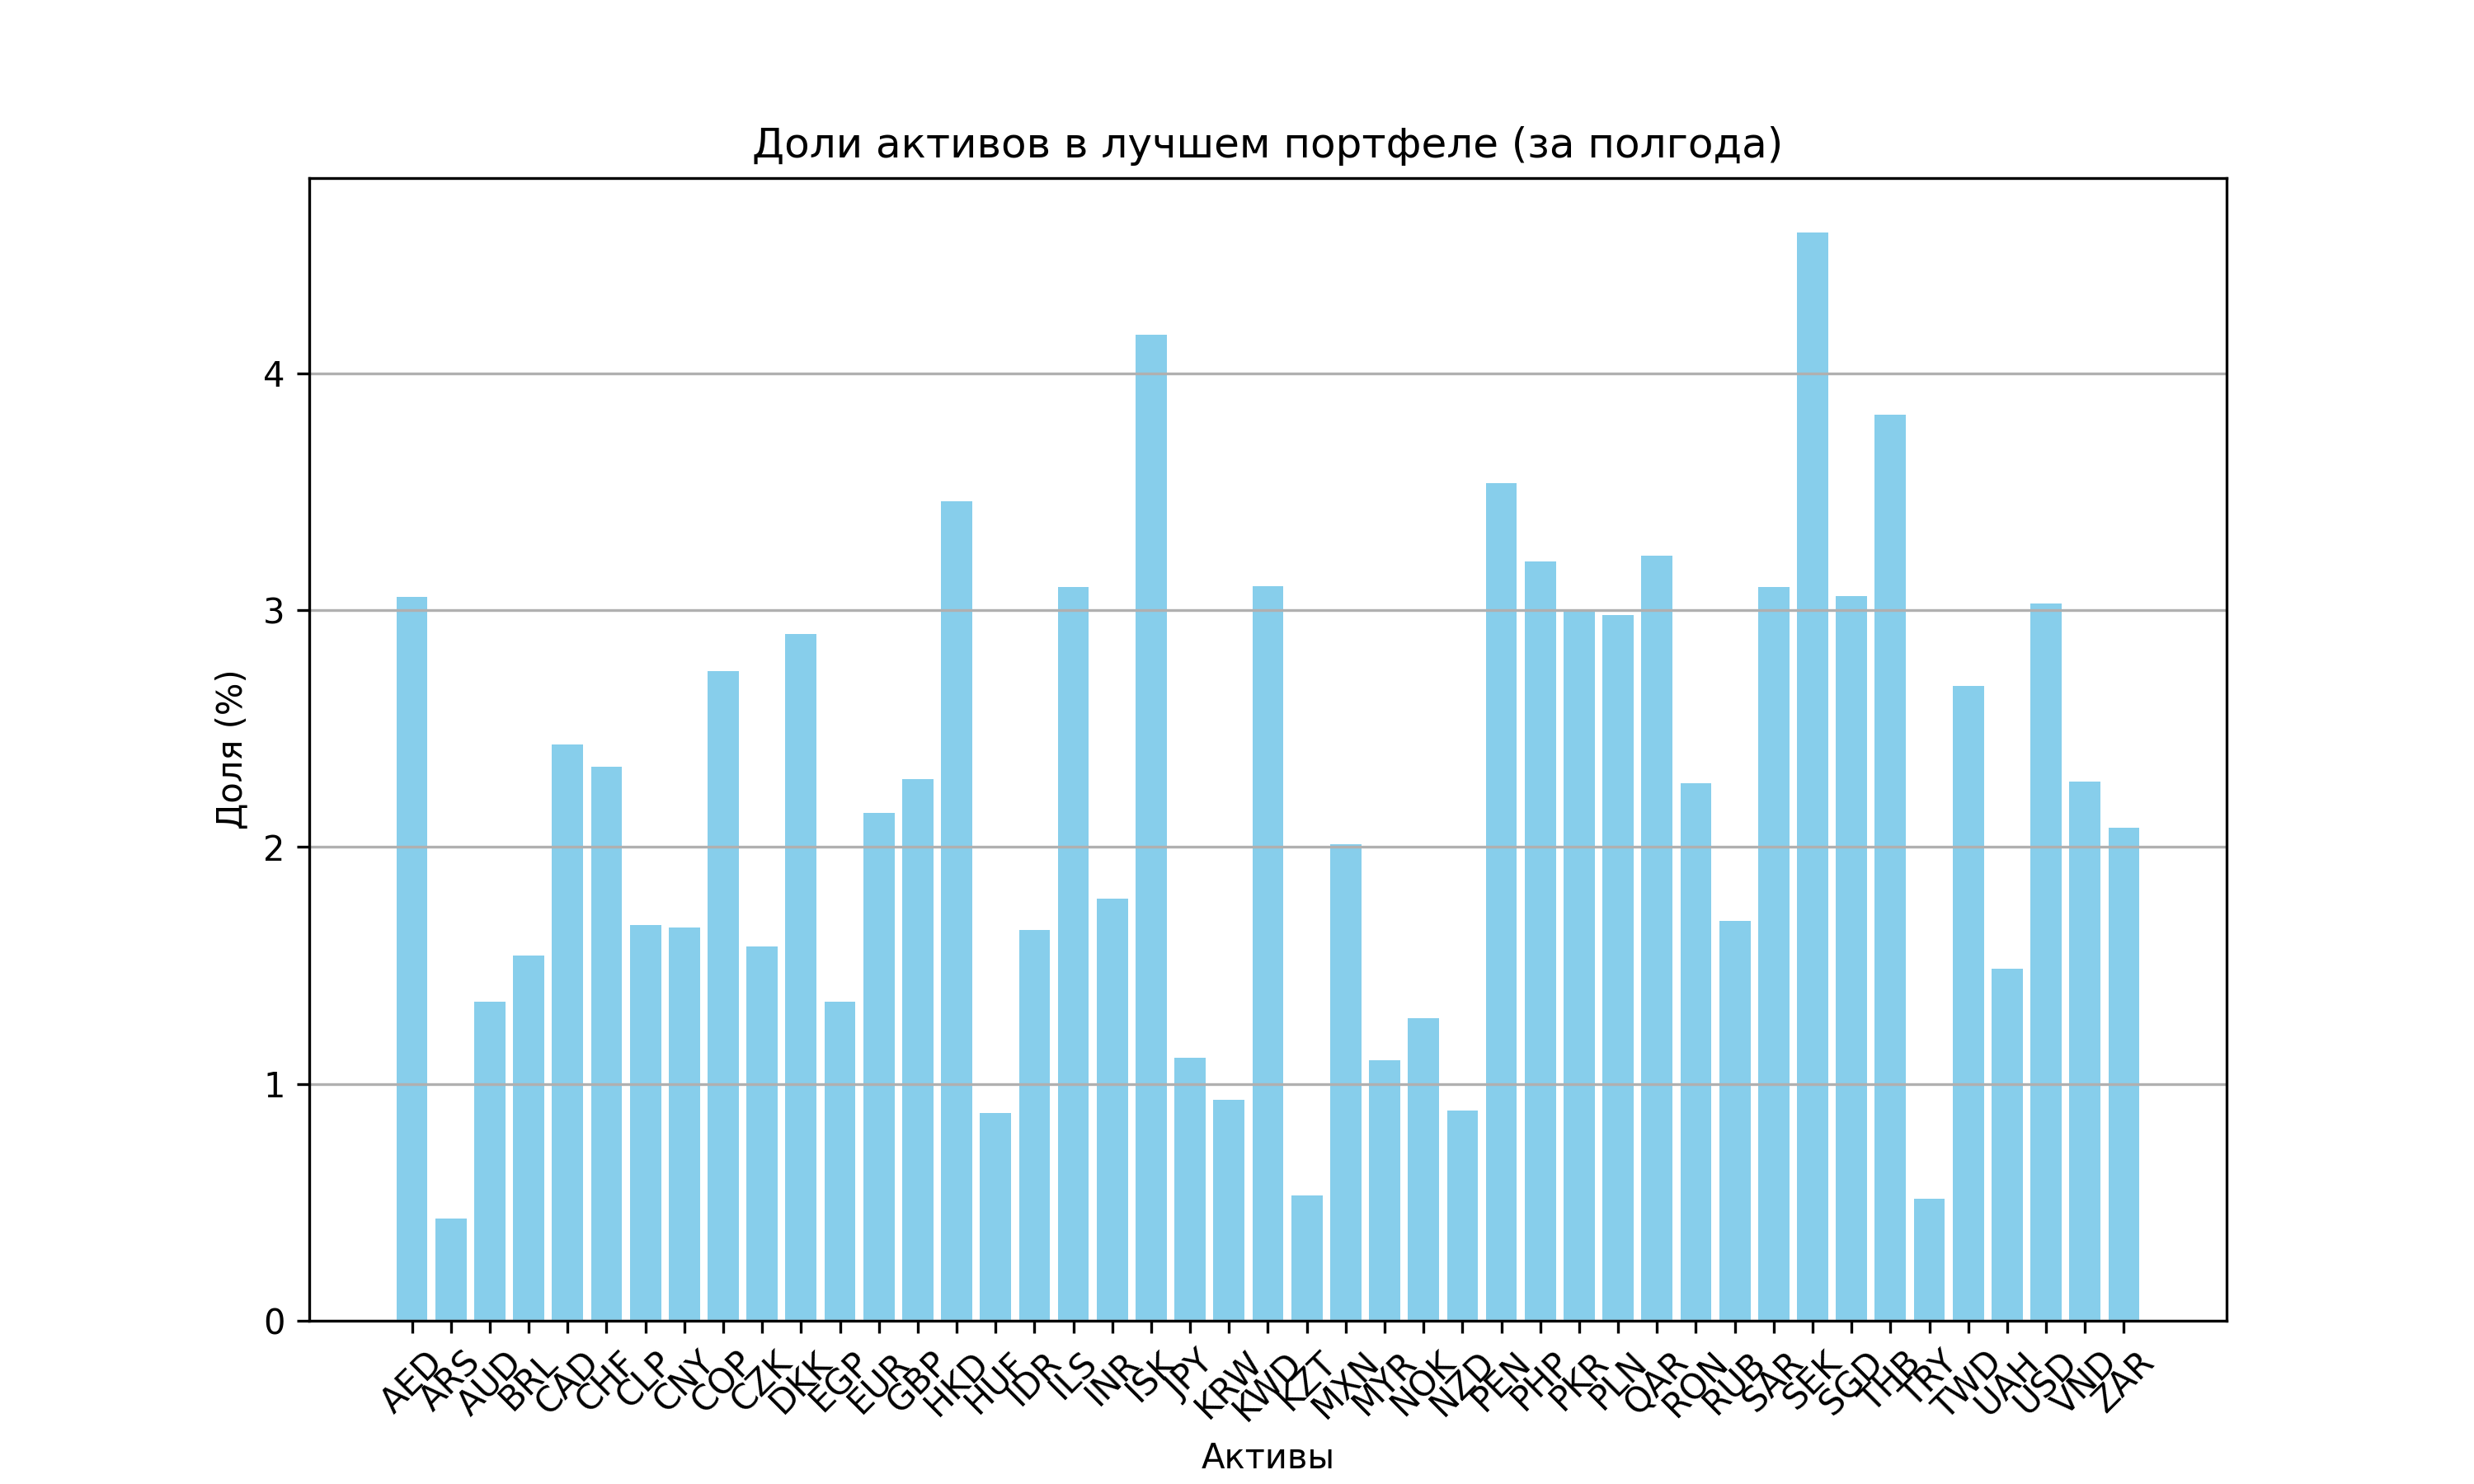 Доли активов в лучшем портфеле (за полгода)
Доля (%)
4
3
2
1
0
AED ARS AUD BRL CAD CHF CLP CNY COP CZK DKK EGP EUR GBP HKD HUF IDR ILS INR ISK JPY KRW KWD KZT MXN MYR NOK NZD PEN PHP PKR PLN QAR RON RUB SAR SEK SGD THB TRY TWD UAH USD VND ZAR
Активы